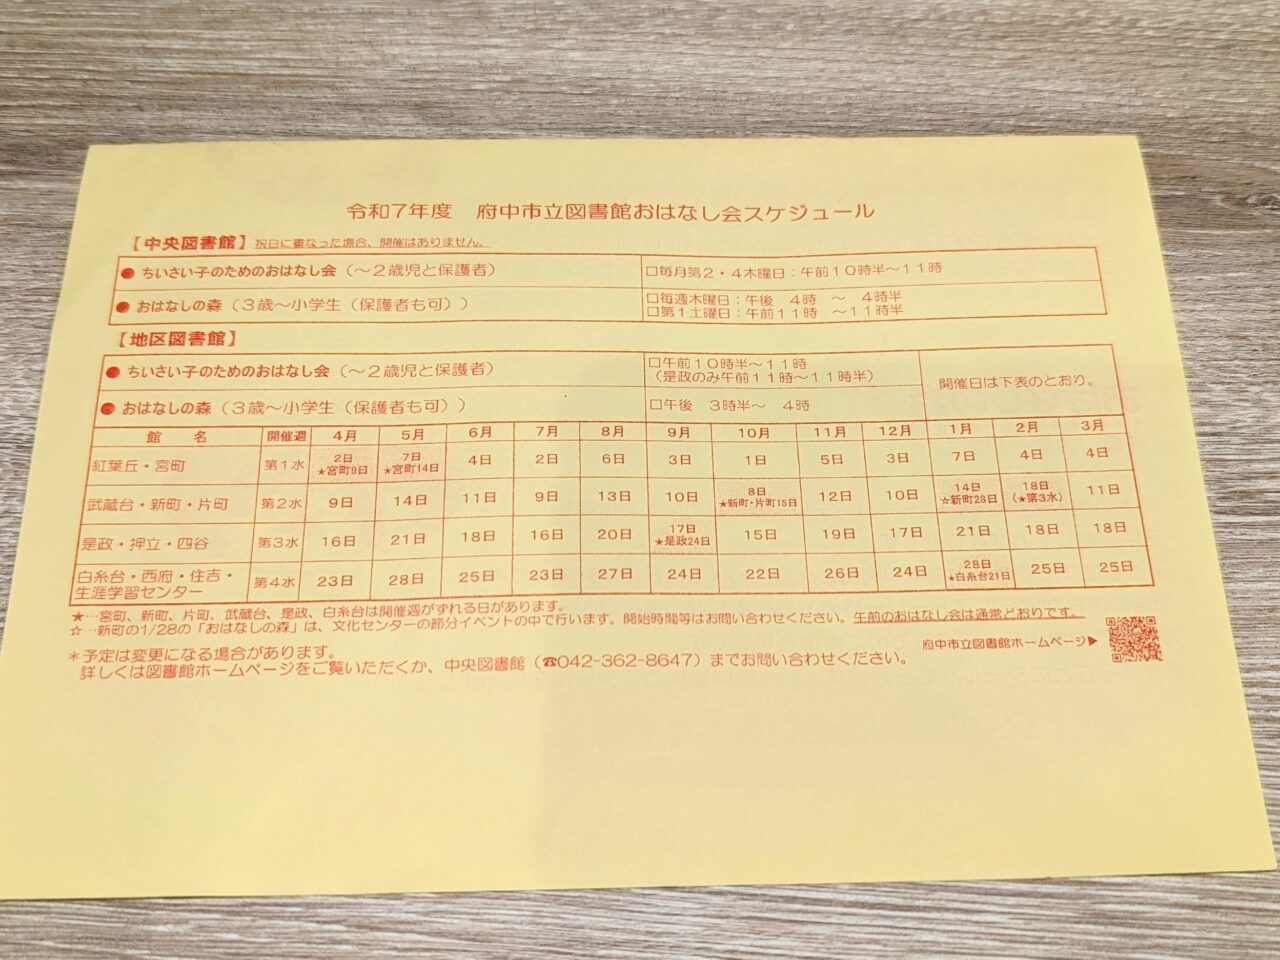 令和7年度　府中市立図書館おはなし会スケジュール
【中央図書館】祝日に重なった場合、開催はありません。
●ちいさい子のためのおはなし会（～2歳児と保護者） □毎月第2・4木曜日：午前10時半～11時
●おはなしの森（3歳～小学生（保護者も可）） □毎週木曜日：午後　4時　～　4時半
□第1土曜日：午前11時　～11時半
【地区図書館】
●ちいさい子のためのおはなし会（～2歳児と保護者） □午前10時半～11時
（是政のみ午前11時～11時半） 開催日は下表のとおり。
●おはなしの森（3歳～小学生（保護者も可）） □午後　3時半～　4時
館　名 開催週 4月 5月 6月 7月 8月 9月 10月 11月 12月 1月 2月 3月
紅葉丘・宮町 第1水 2日 ★宮町9日 7日 ★宮町14日 4日 2日 6日 3日 1日 5日 3日 7日 4日 4日
武蔵台・新町・片町 第2水 9日 14日 11日 9日 13日 10日 8日 ★新町・片町15日 12日 10日 14日 ☆新町28日 18日 （★第3水） 11日
是政・押立・四谷 第3水 16日 21日 18日 16日 20日 17日 ★是政24日 15日 19日 17日 21日 18日 18日
白糸台・西府・住吉・
生涯学習センター 第4水 23日 28日 25日 23日 27日 24日 22日 26日 24日 28日 ★白糸台21日 25日 25日
★…宮町、新町、片町、武蔵台、是政、白糸台は開催週がずれる日があります。
☆…新町の1/28の「おはなしの森」は、文化センターの節分イベントの中で行います。開始時間等はお問い合わせください。午前のおはなし会は通常どおりです。
＊予定は変更になる場合があります。
詳しくは図書館ホームページをご覧いただくか、中央図書館（☎042-362-8647）までお問い合わせください。
府中市立図書館ホームページ▶